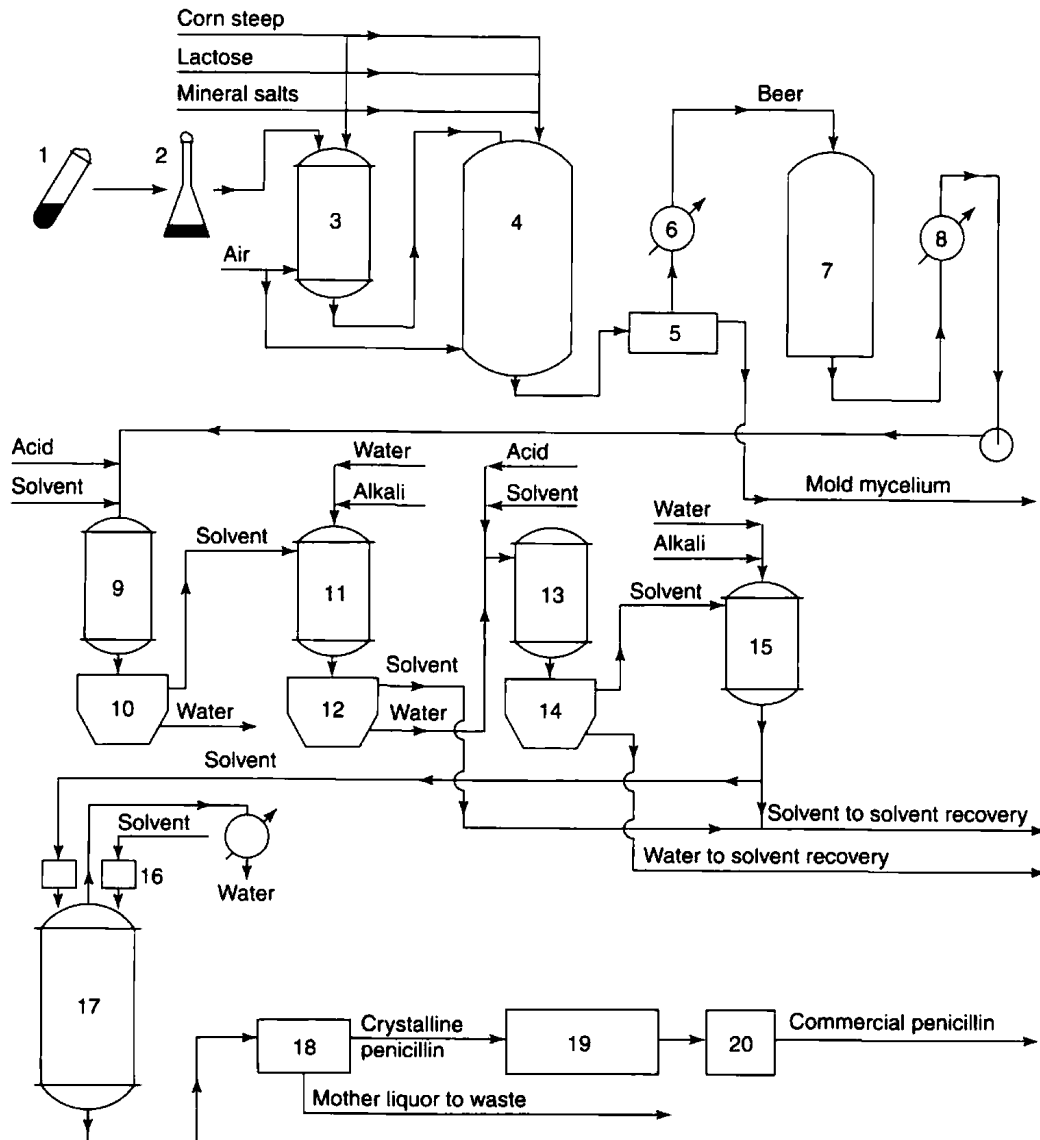 Corn steep
Lactose
Mineral salts
Beer
1
2
3
4
6
7
8
Air
5
Acid
Solvent
Water
Alkali
Acid
Solvent
Mold mycelium
Water
Alkali
Solvent
Solvent
9
11
13
15
Solvent
10
Water
12
Water
14
Solvent
Solvent
Solvent to solvent recovery
Water to solvent recovery
16
Water
17
18
Crystalline
penicillin
19
20
Commercial penicillin
Mother liquor to waste